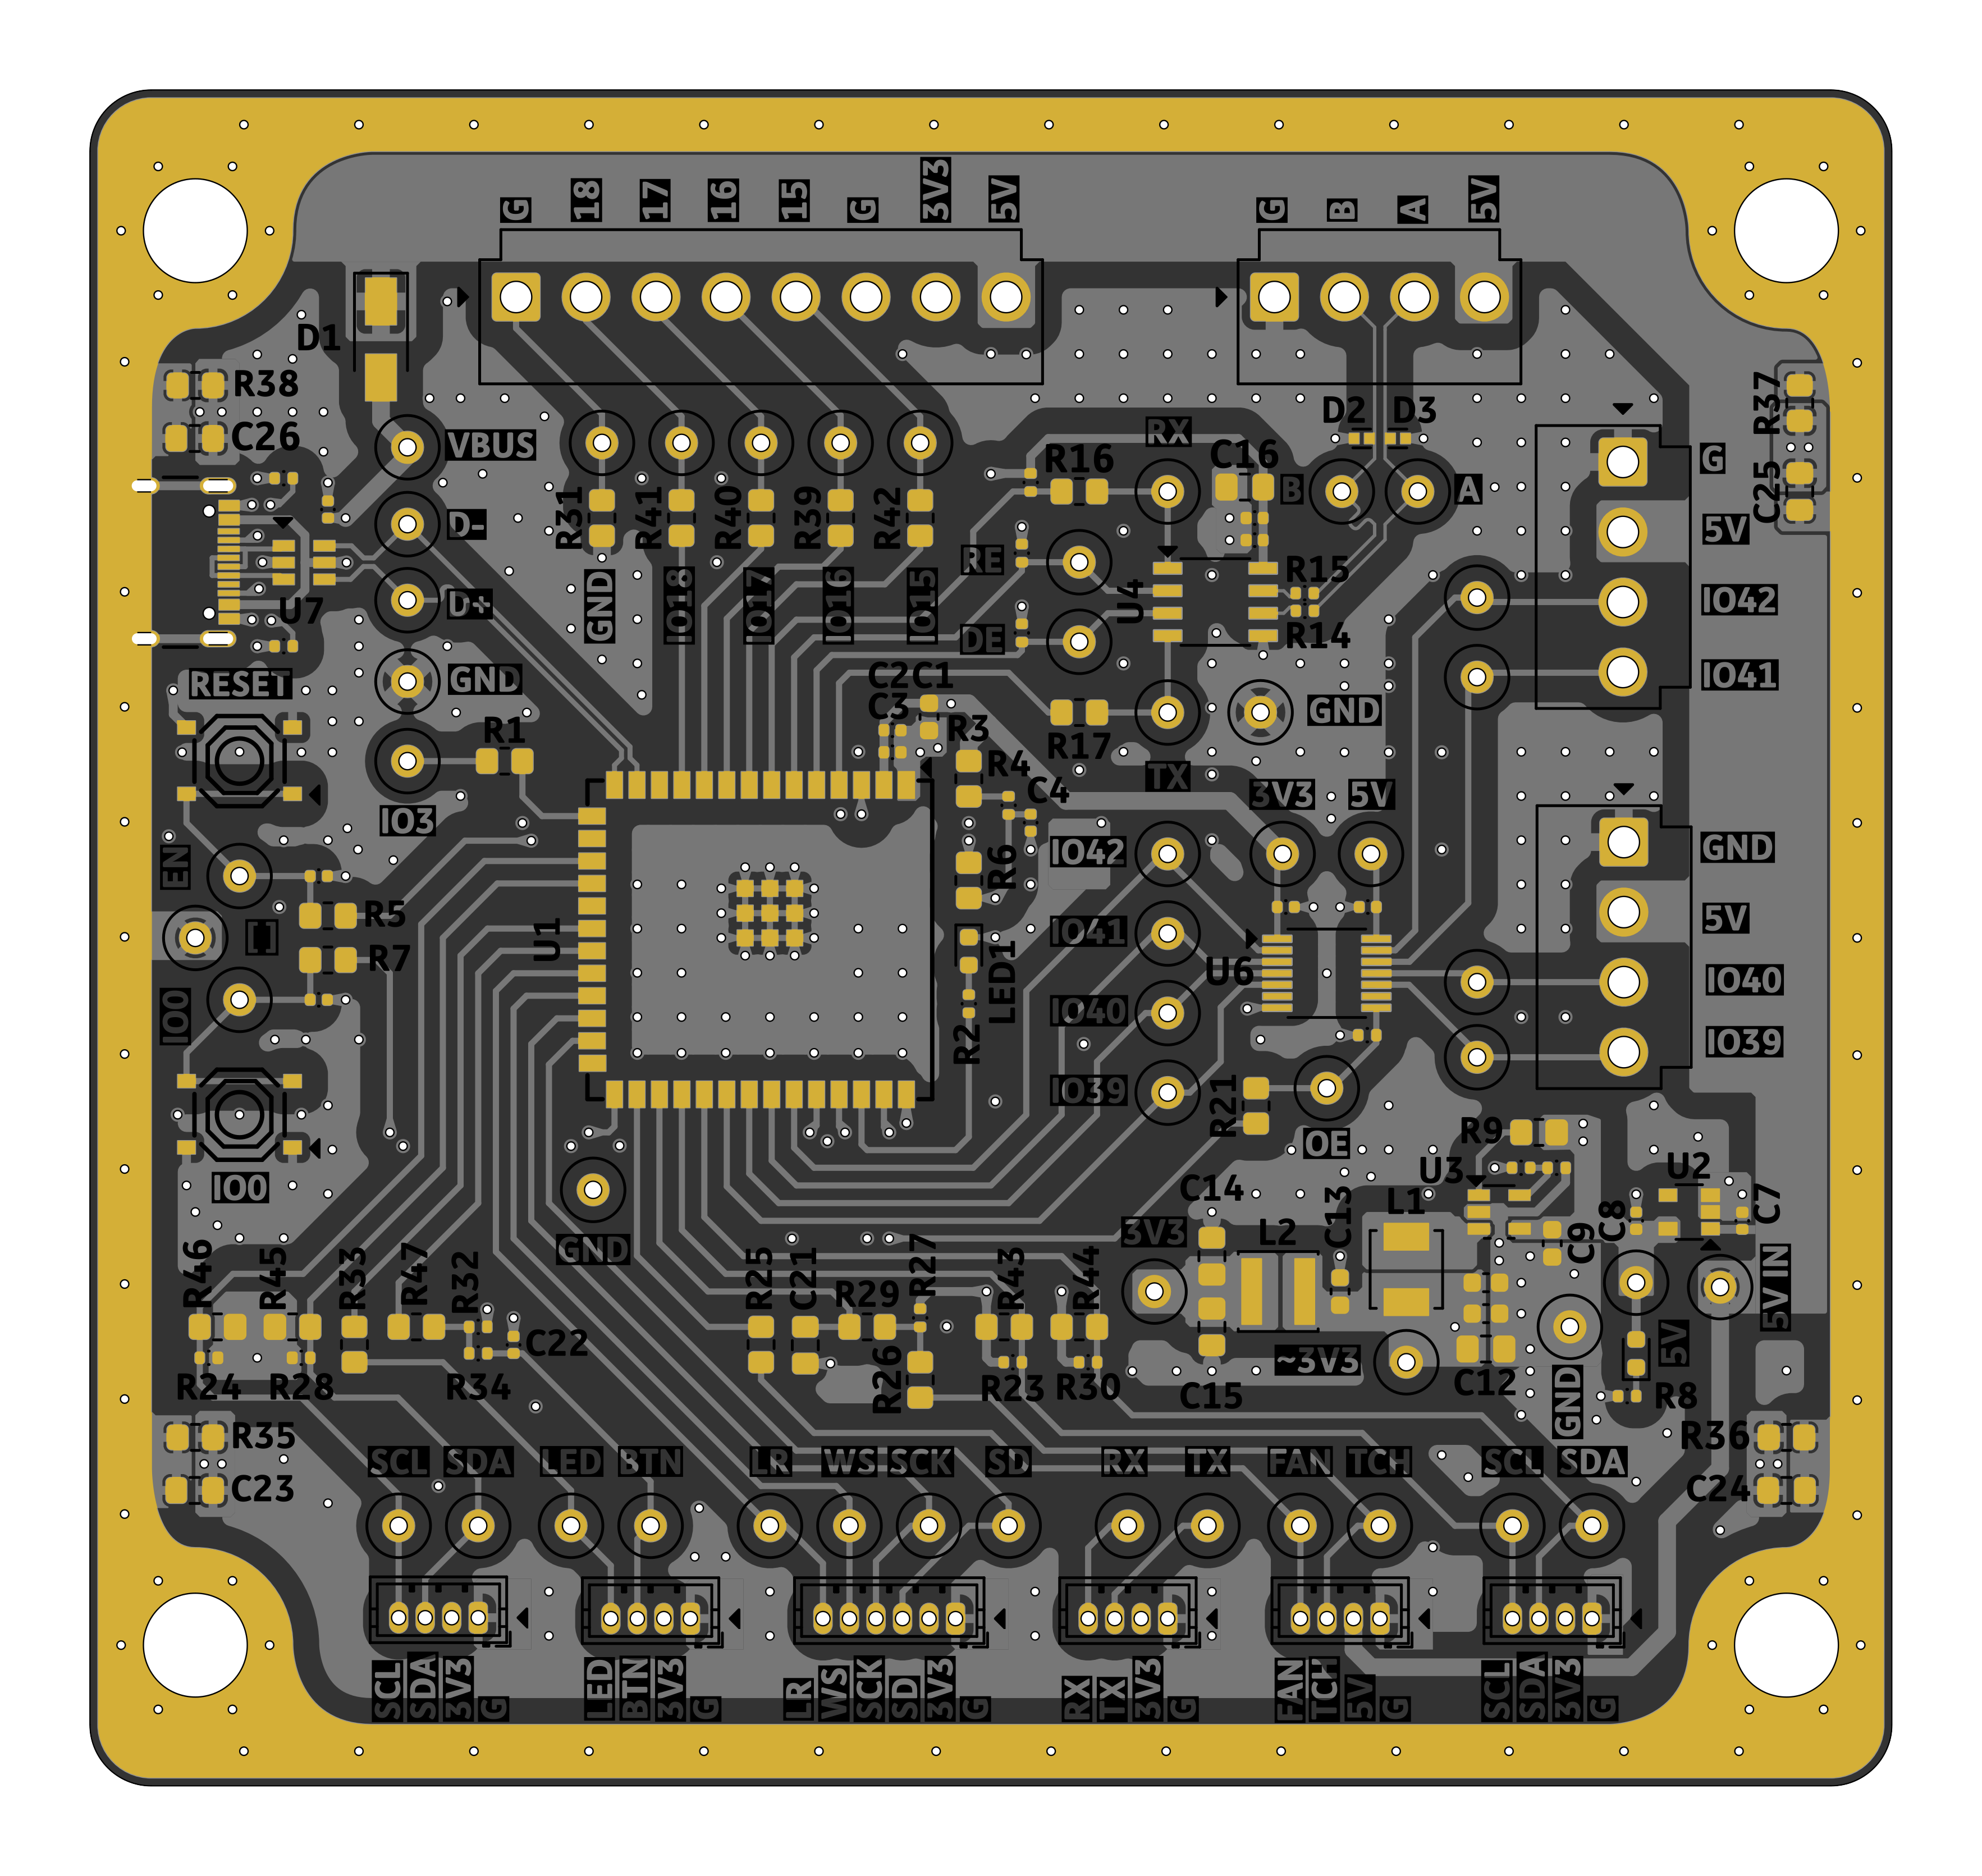 G 18 17 16 15 G 3V3 5V
G B A 5V
D1
R38
C26
VBUS
D-
D+
GND
U7
RESET
R1
IO3
R31 R41 R40 R39 R42
GND IO18 IO17 IO16 IO15
RX
R16
C16
D2 D3
B A
RE
DE
U4
R15
R14
R17
TX
GND
R37
C25
G
5V
IO42
IO41
C2 C1
C3
R3
R4
C4
R6
LED1
R2
U1
3V3 5V
IO42
IO41
IO40
IO39
U6
R21
OE
GND
5V
IO40
IO39
EN
R5
R7
IO0
IO0
GND
R46 R45 R33 R47 R32
C22
R24 R28 R34
R25 C21 R29 R27 R43 R44
R26 R23 R30
3V3
C14
L2
C13
L1
~3V3
C15
U3
R9
C9
C8
U2
C7
C12
GND
5V
5V IN
R8
R35
C23
R36
C24
SCL SDA LED BTN LR WS SCK SD RX TX FAN TCH SCL SDA
SCL SDA 3V3 G
LED BTN 3V3 G
LR WS SCK SD 3V3 G
RX TX 3V3 G
FAN TCH 5V G
SCL SDA 3V3 G